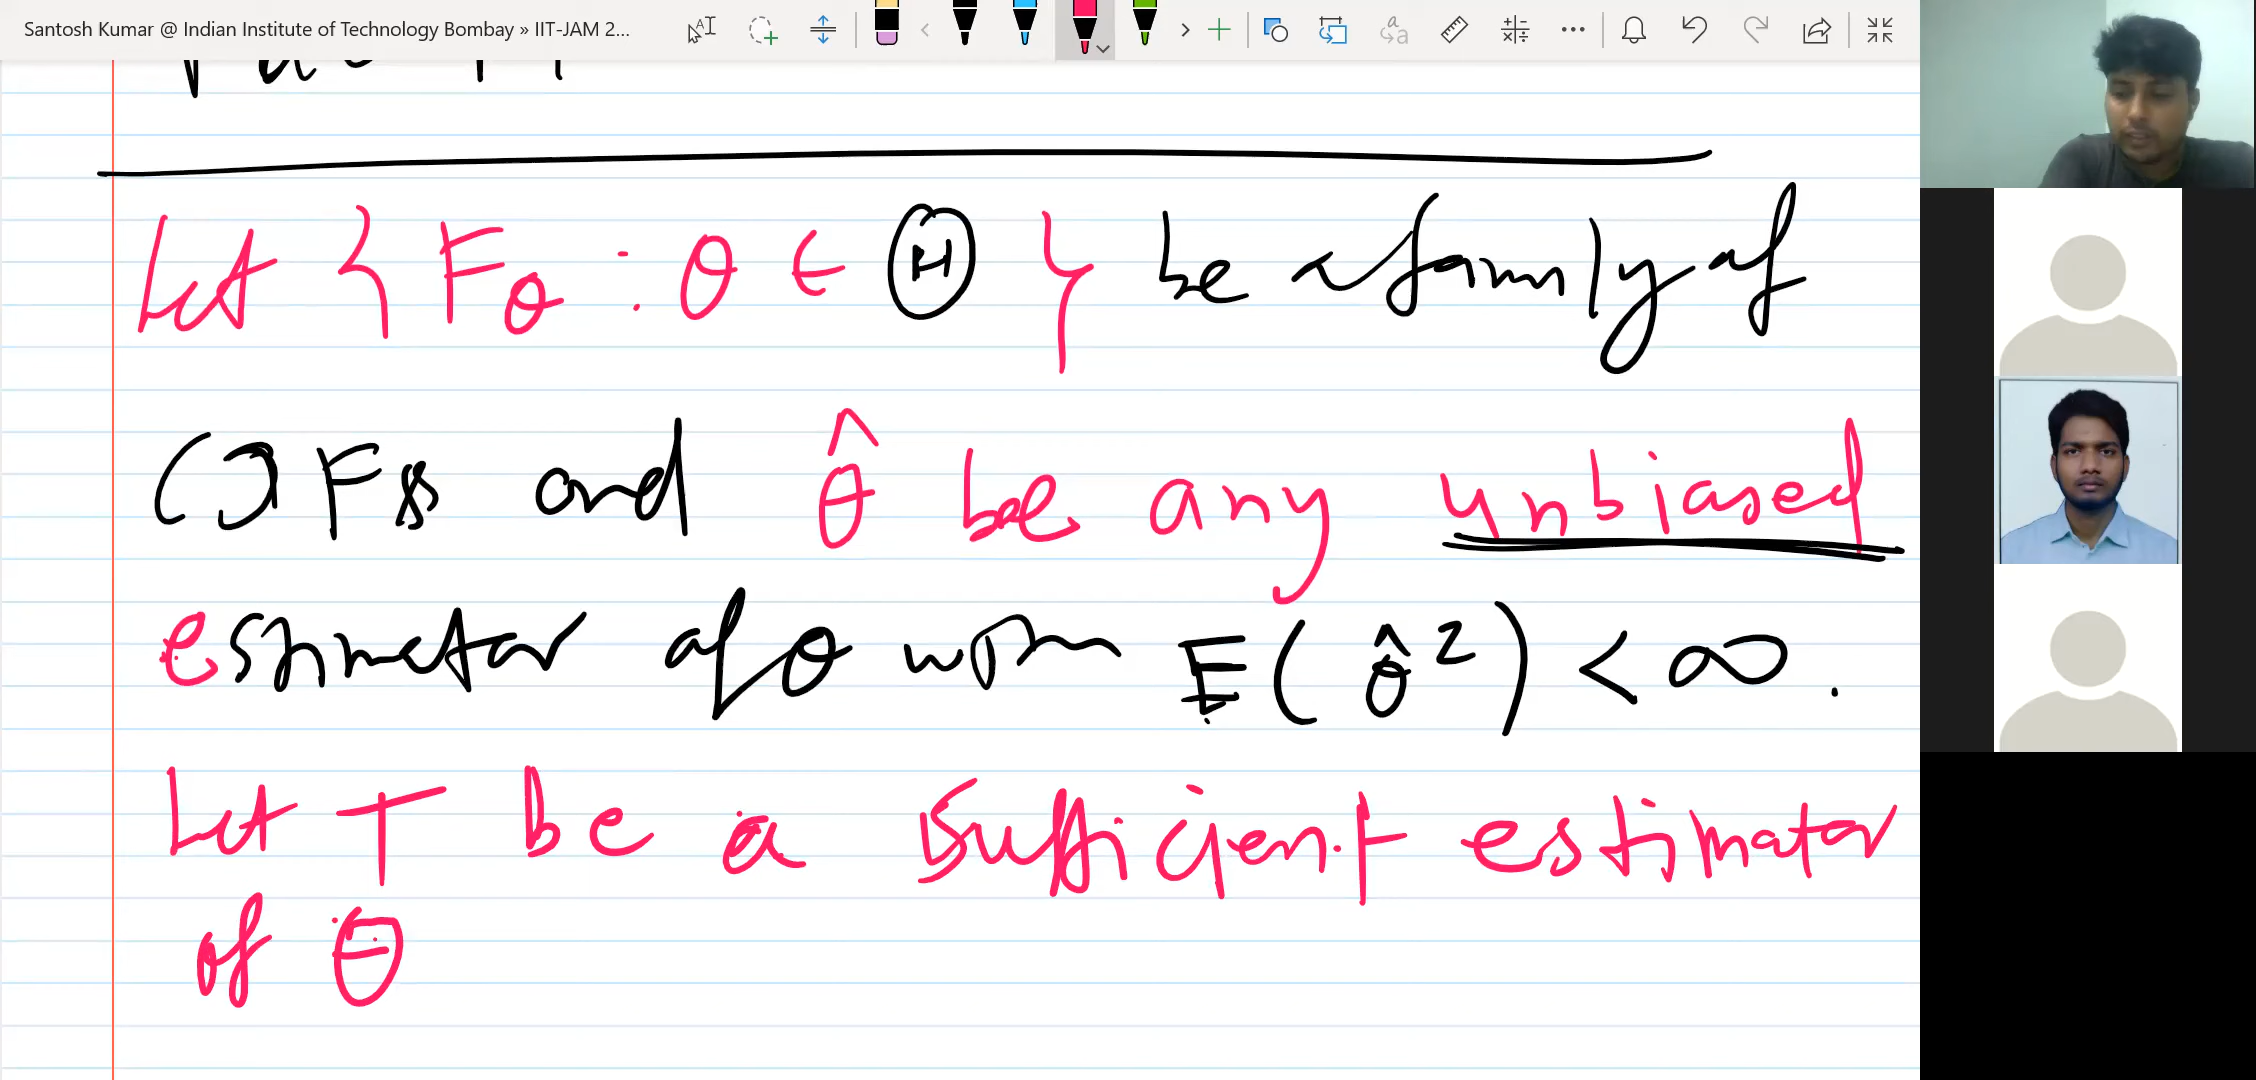 Santosh Kumar @ Indian Institute of Technology Bombay » IIT-JAM 2...
Let { Fθ : θ ∈ Ⓗ } be a family of
CDFs and θ̂ be any unbiased
estimator of θ with E(θ̂²) < ∞.
Let T be a sufficient estimator
of θ